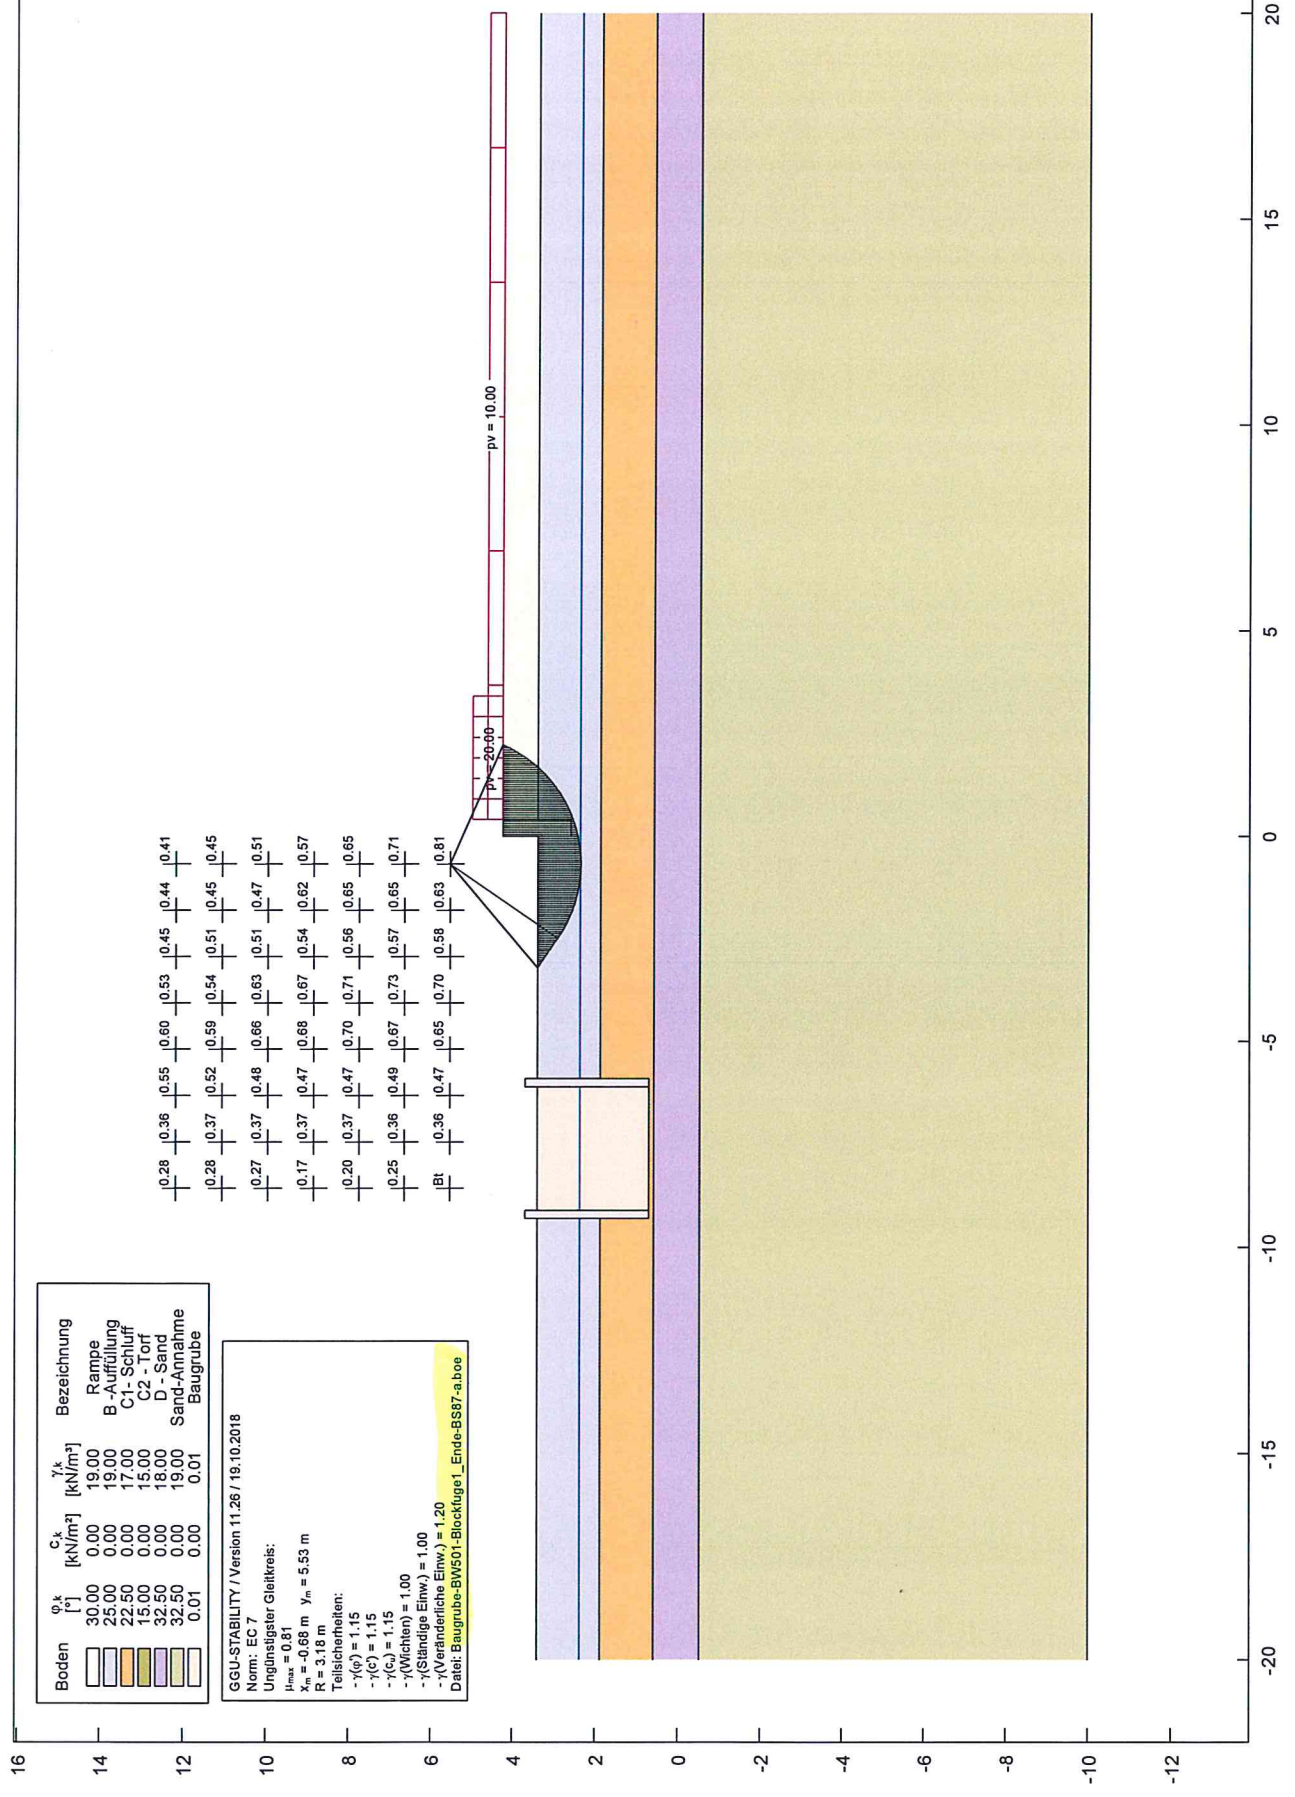 Boden φ,k [°] c,k [kN/m²] γ,k [kN/m³] Bezeichnung
30.00 0.00 19.00 Rampe
25.00 0.00 19.00 B -Auffüllung
22.50 0.00 17.00 C1- Schluff
15.00 0.00 15.00 C2 - Torf
32.50 0.00 18.00 D - Sand
32.50 0.00 19.00 Sand-Annahme
0.01 0.00 0.01 Baugrube
GGU-STABILITY / Version 11.26 / 19.10.2018
Norm: EC 7
Ungünstigster Gleitkreis:
μmax = 0.81
xm = -0.68 m ym = 5.53 m
R = 3.18 m
Teilsicherheiten:
- γ(φ') = 1.15
- γ(c') = 1.15
- γ(cu) = 1.15
- γ(Wichten) = 1.00
- γ(Ständige Einw.) = 1.00
- γ(Veränderliche Einw.) = 1.20
Datei: Baugrube-BW501-Blockfuge1_Ende-BS87-a.boe
0.28 0.36 0.55 0.60 0.53 0.45 0.44 0.41
0.28 0.37 0.52 0.59 0.54 0.51 0.45 0.45
0.27 0.37 0.48 0.66 0.63 0.51 0.47 0.51
0.17 0.37 0.47 0.68 0.67 0.54 0.62 0.57
0.20 0.37 0.47 0.70 0.71 0.56 0.65 0.65
0.25 0.36 0.49 0.67 0.73 0.57 0.65 0.71
Bt 0.36 0.47 0.65 0.70 0.58 0.63 0.81
pv = 20.00
pv = 10.00
16
14
12
10
8
6
4
2
0
-2
-4
-6
-8
-10
-12
-20 -15 -10 -5 0 5 10 15 20